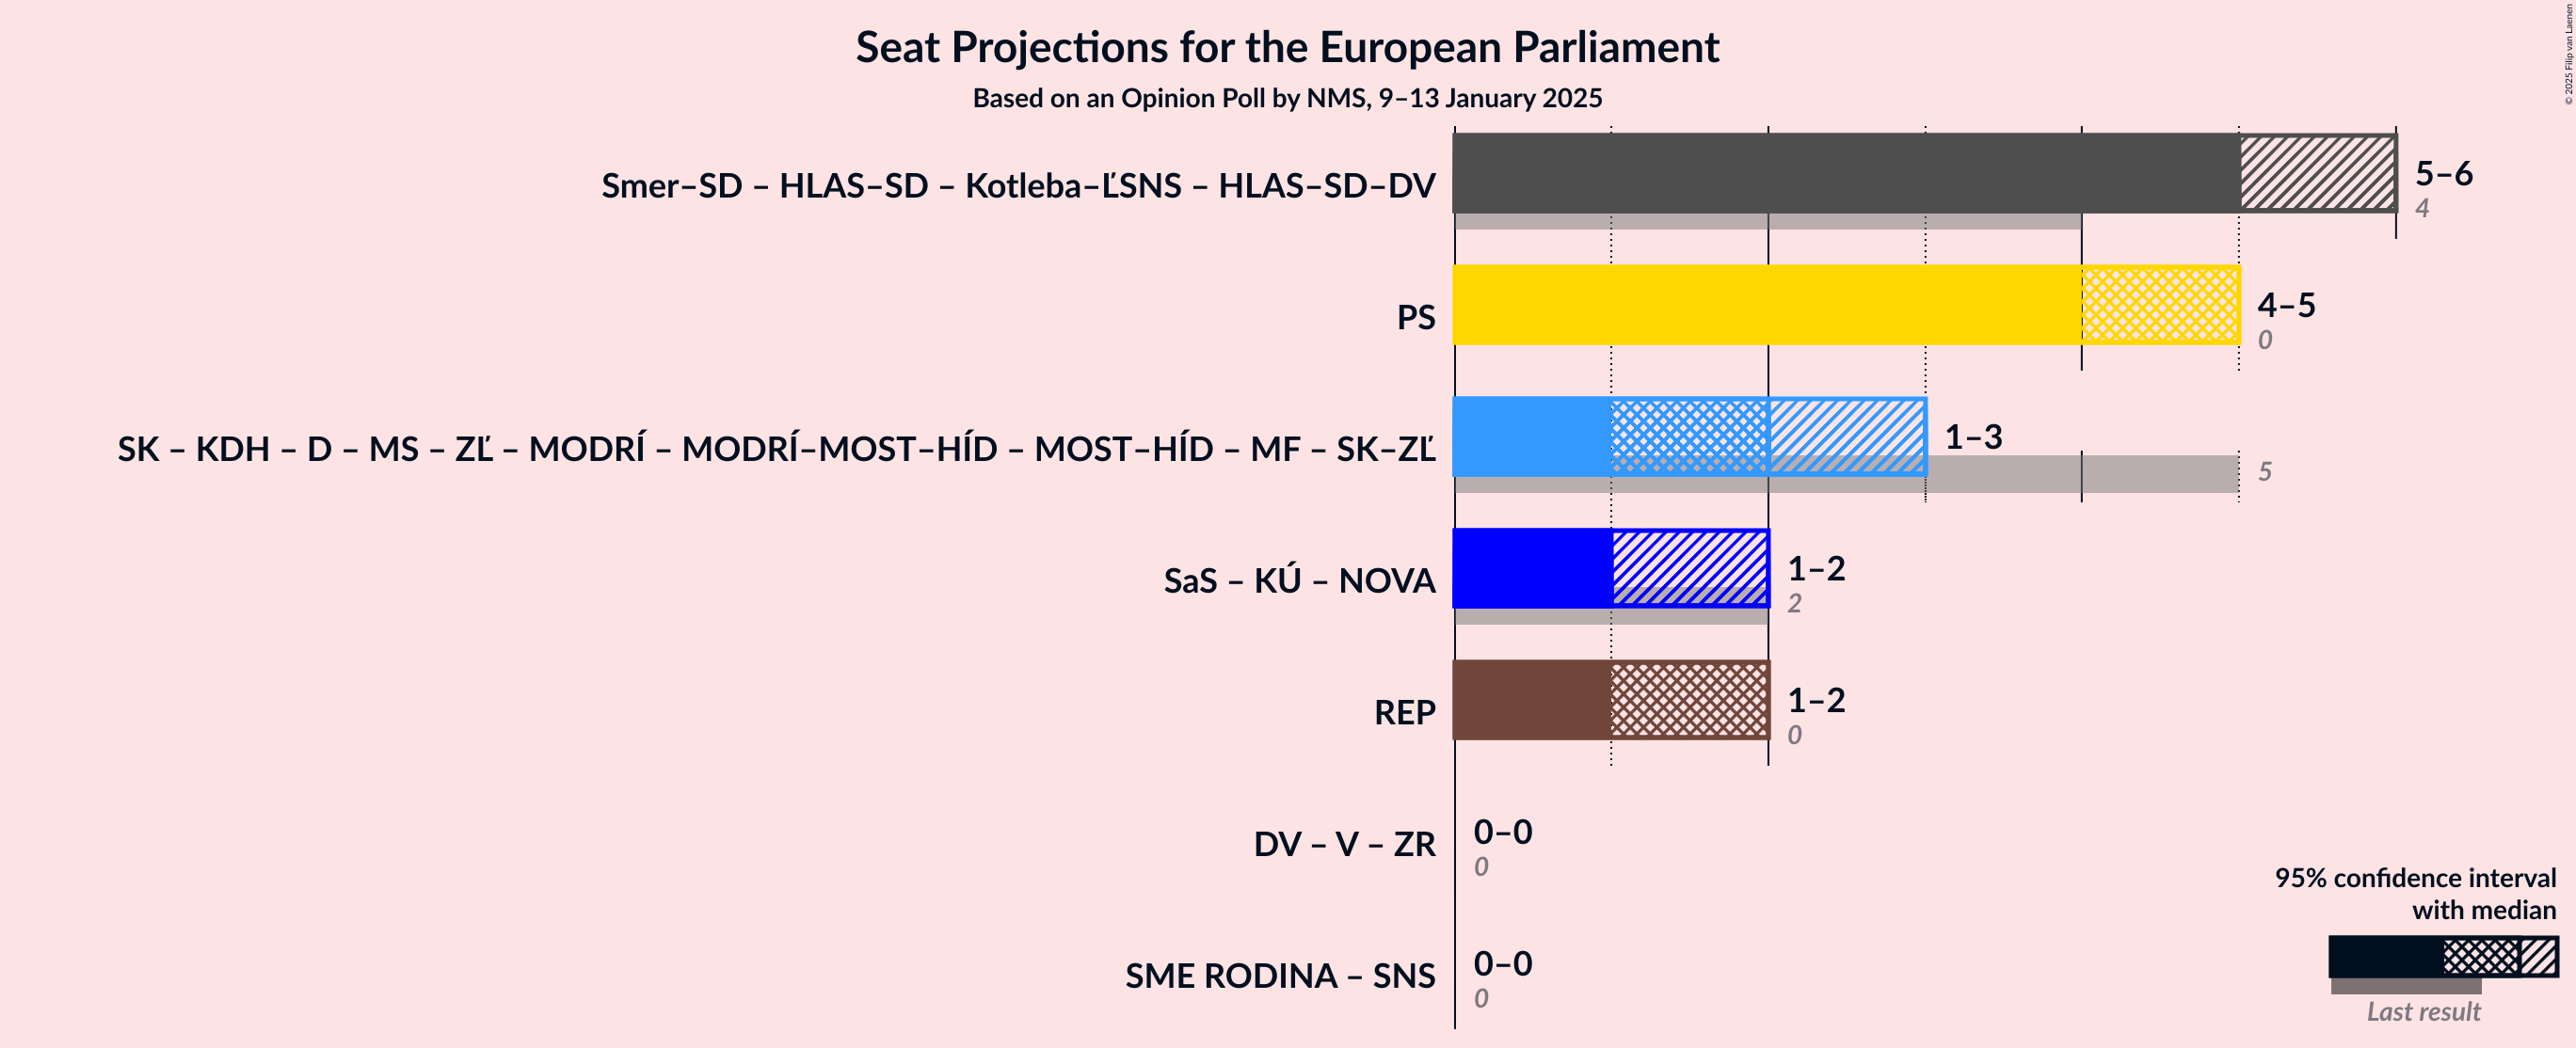 Seat Projections for the European Parliament
Based on an Opinion Poll by NMS, 9–13 January 2025
© 2025 Filip van Laenen
Smer–SD – HLAS–SD – Kotleba–ĽSNS – HLAS–SD–DV
5–6
4
PS
4–5
0
SK – KDH – D – MS – ZĽ – MODRÍ – MODRÍ–MOST–HÍD – MOST–HÍD – MF – SK–ZĽ
1–3
5
SaS – KÚ – NOVA
1–2
2
REP
1–2
0
DV – V – ZR
0–0
0
SME RODINA – SNS
0–0
0
95% confidence interval
with median
Last result